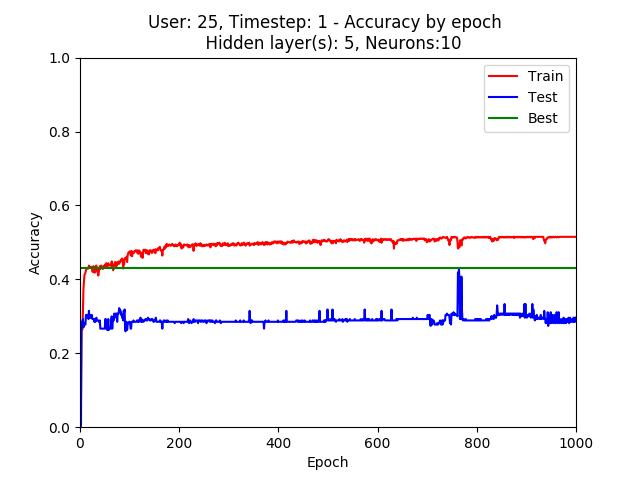 User: 25, Timestep: 1 - Accuracy by epoch
Hidden layer(s): 5, Neurons:10
Train
Test
Best
1.0
0.8
0.6
0.4
0.2
0.0
Accuracy
0 200 400 600 800 1000
Epoch